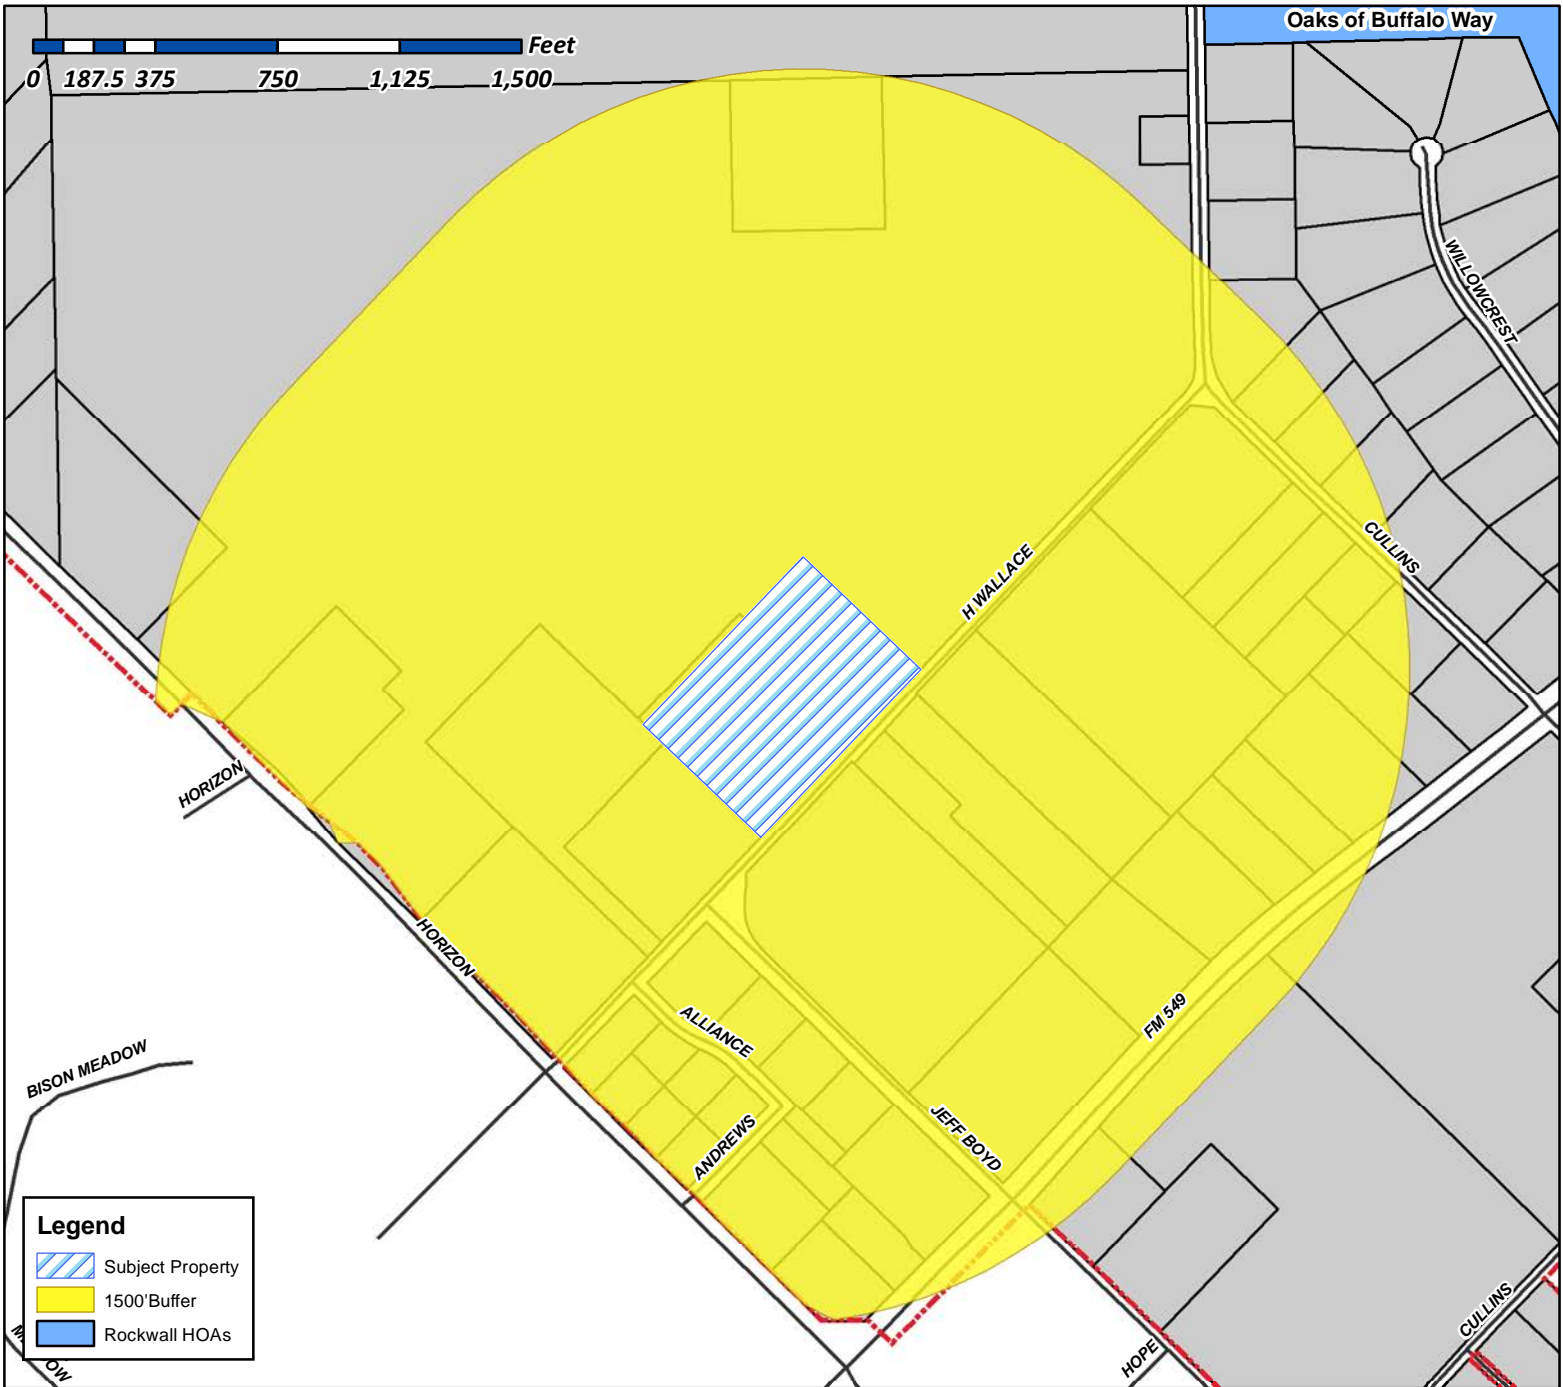 Oaks of Buffalo Way
Feet
0 187.5 375 750 1,125 1,500
WILLOWCREST
H WALLACE
CULLINS
HORIZON
HORIZON
ALLIANCE
FM 549
BISON MEADOW
ANDREWS
JEFF BOYD
Legend
Subject Property
1500'Buffer
Rockwall HOAs
CULLINS
HOPE